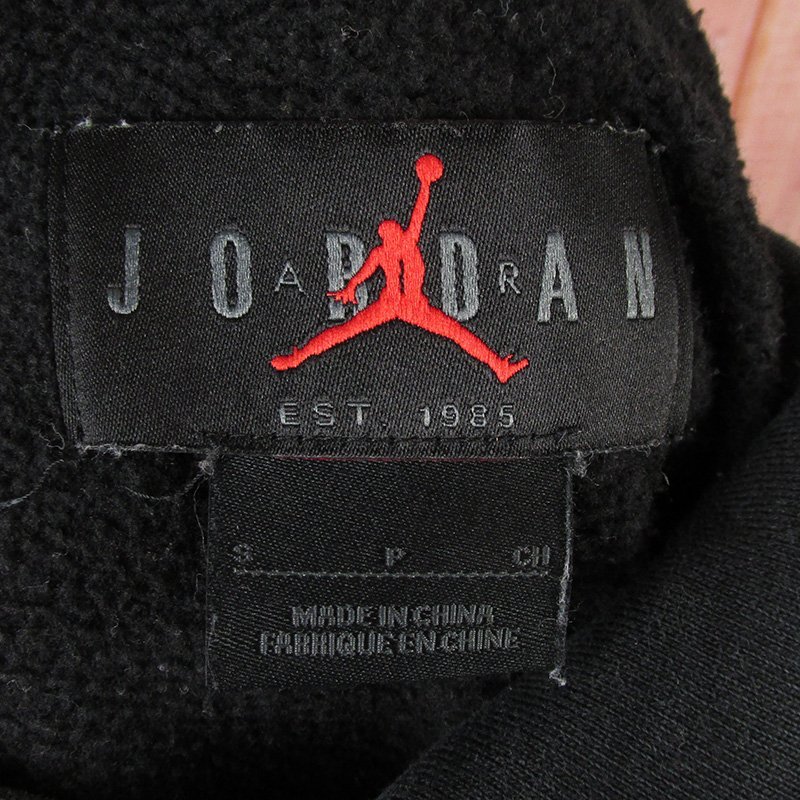 JORDAN
AIR
EST. 1985
S P CH
MADE IN CHINA
FABRIQUE EN CHINE